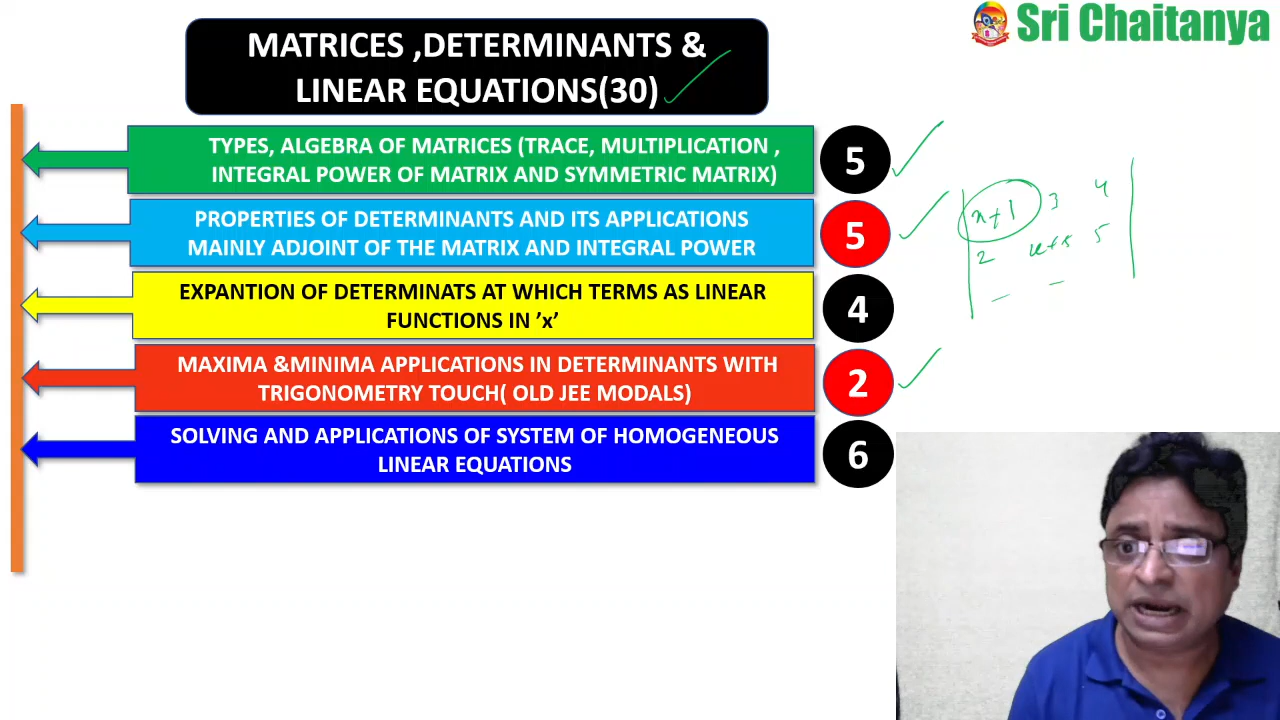 Sri Chaitanya
MATRICES ,DETERMINANTS &
LINEAR EQUATIONS(30)
TYPES, ALGEBRA OF MATRICES (TRACE, MULTIPLICATION ,
INTEGRAL POWER OF MATRIX AND SYMMETRIC MATRIX)
5
PROPERTIES OF DETERMINANTS AND ITS APPLICATIONS
MAINLY ADJOINT OF THE MATRIX AND INTEGRAL POWER
5
EXPANTION OF DETERMINATS AT WHICH TERMS AS LINEAR
FUNCTIONS IN ’x’
4
MAXIMA &MINIMA APPLICATIONS IN DETERMINANTS WITH
TRIGONOMETRY TOUCH( OLD JEE MODALS)
2
SOLVING AND APPLICATIONS OF SYSTEM OF HOMOGENEOUS
LINEAR EQUATIONS
6
x+1 3 4
2 5